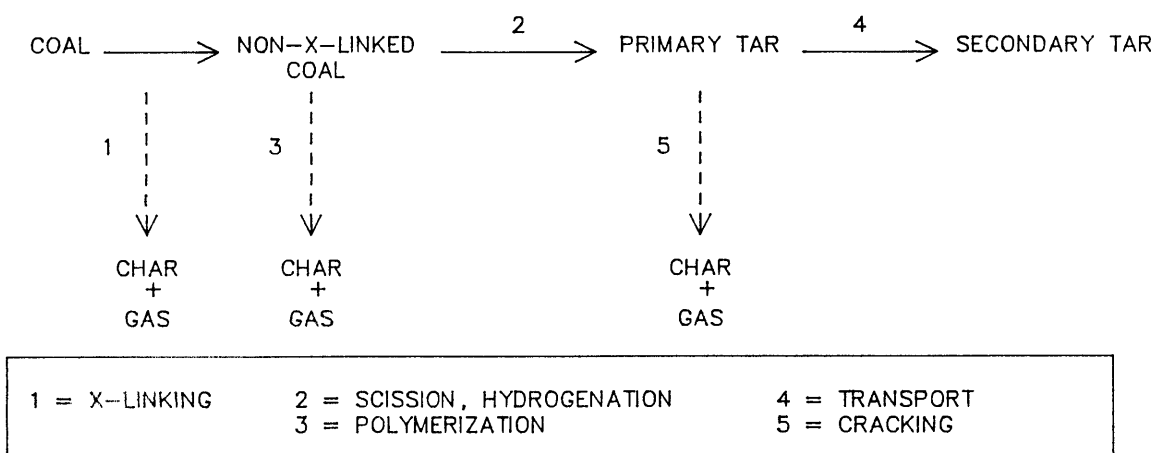 2 4
COAL NON-X-LINKED PRIMARY TAR SECONDARY TAR
COAL
1 3 5
CHAR CHAR CHAR
+ + +
GAS GAS GAS
1 = X-LINKING 2 = SCISSION, HYDROGENATION 4 = TRANSPORT
3 = POLYMERIZATION 5 = CRACKING